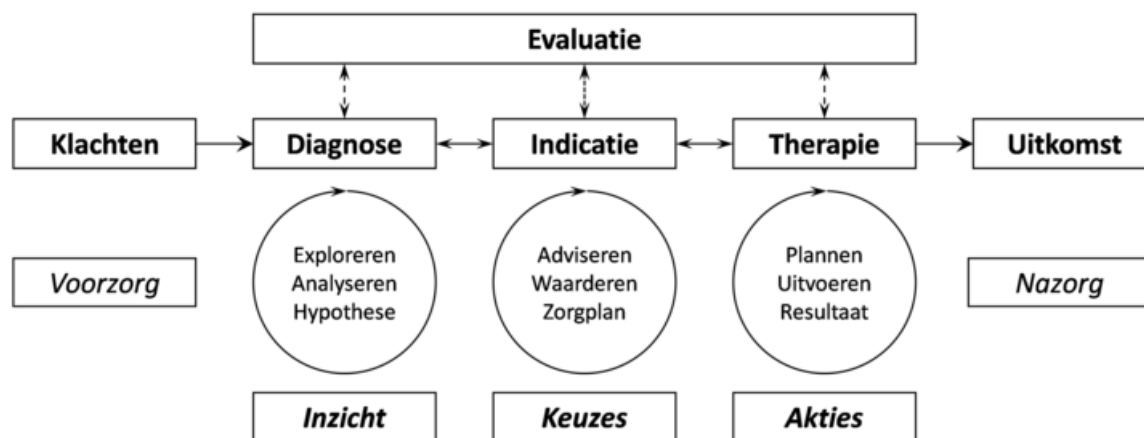 Evaluatie
Klachten
Diagnose
Indicatie
Therapie
Uitkomst
Voorzorg
Exploreren
Analyseren
Hypothese
Adviseren
Waarderen
Zorgplan
Plannen
Uitvoeren
Resultaat
Nazorg
Inzicht
Keuzes
Akties